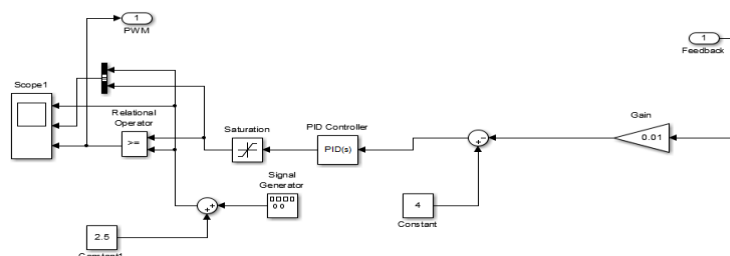 1
PWM
1
Feedback
Scope1
Relational
Operator
>=
Saturation
PID Controller
PID(s)
Gain
0.01
−
+
Signal
Generator
+
+
4
Constant
2.5
Constant1